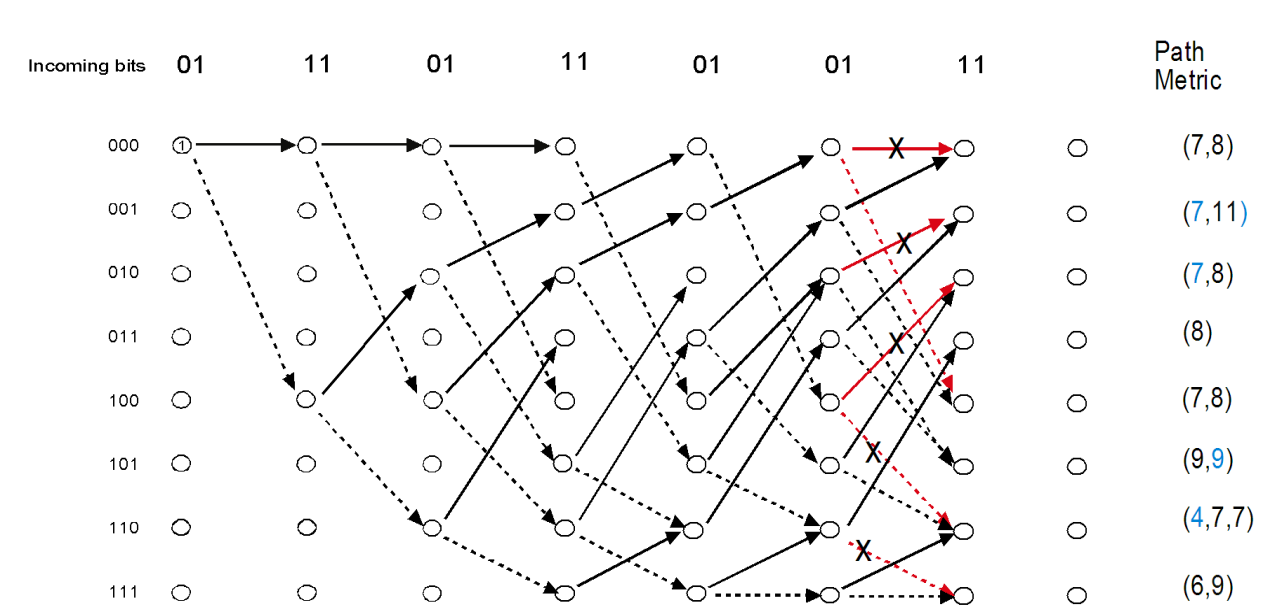 Path
Metric
Incoming bits 01 11 01 11 01 01 11
000 1 X (7,8)
001 X (7,11)
010 (7,8)
011 X (8)
100 (7,8)
101 X (9,9)
110 X (4,7,7)
111 (6,9)